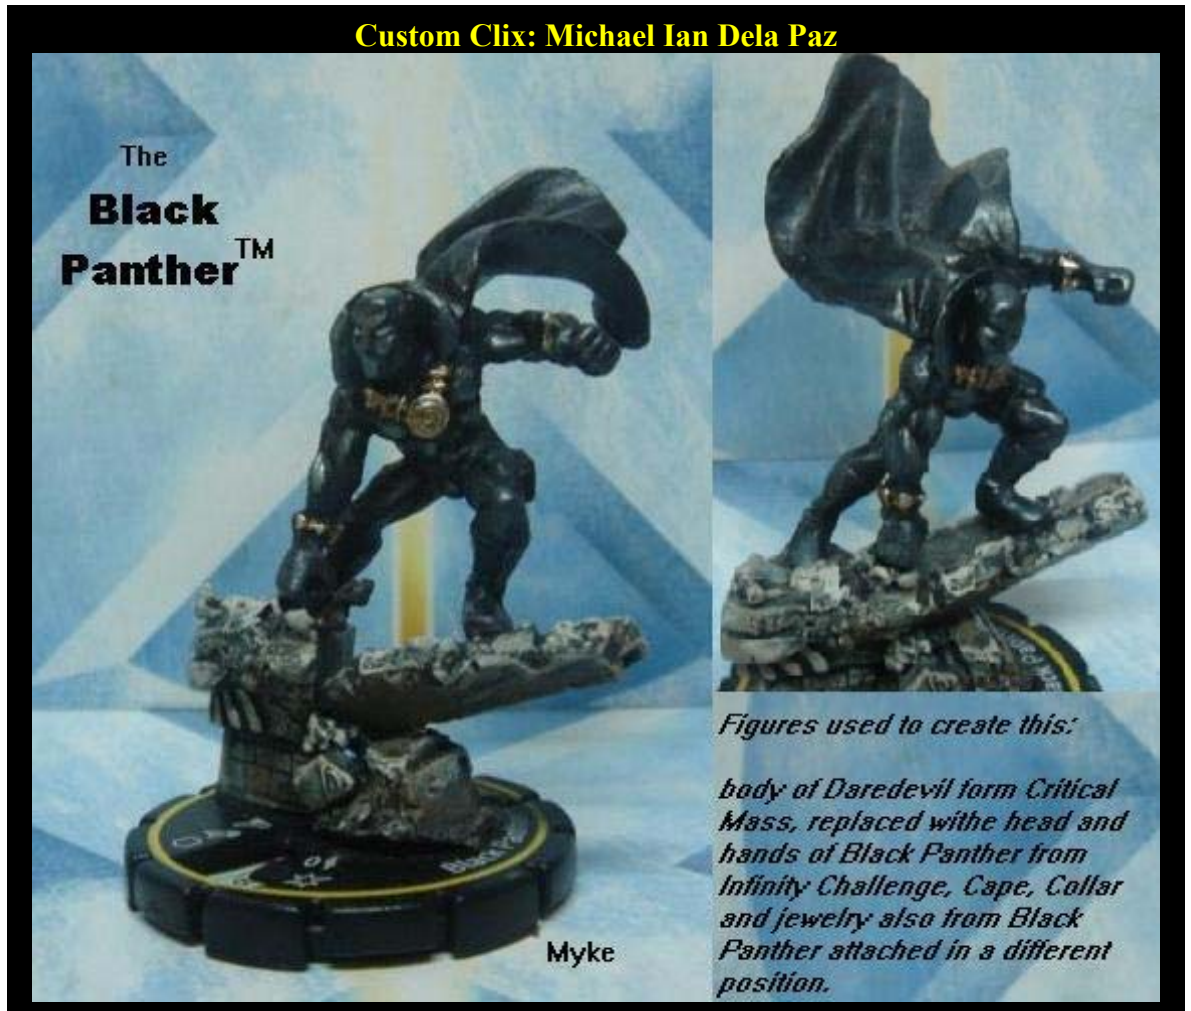 Custom Clix: Michael Ian Dela Paz
The
Black
Panther™
Figures used to create this:
body of Daredevil form Critical
Mass, replaced withe head and
hands of Black Panther from
Infinity Challenge, Cape, Collar
and jewelry also from Black
Panther attached in a different
position.
Black
Myke